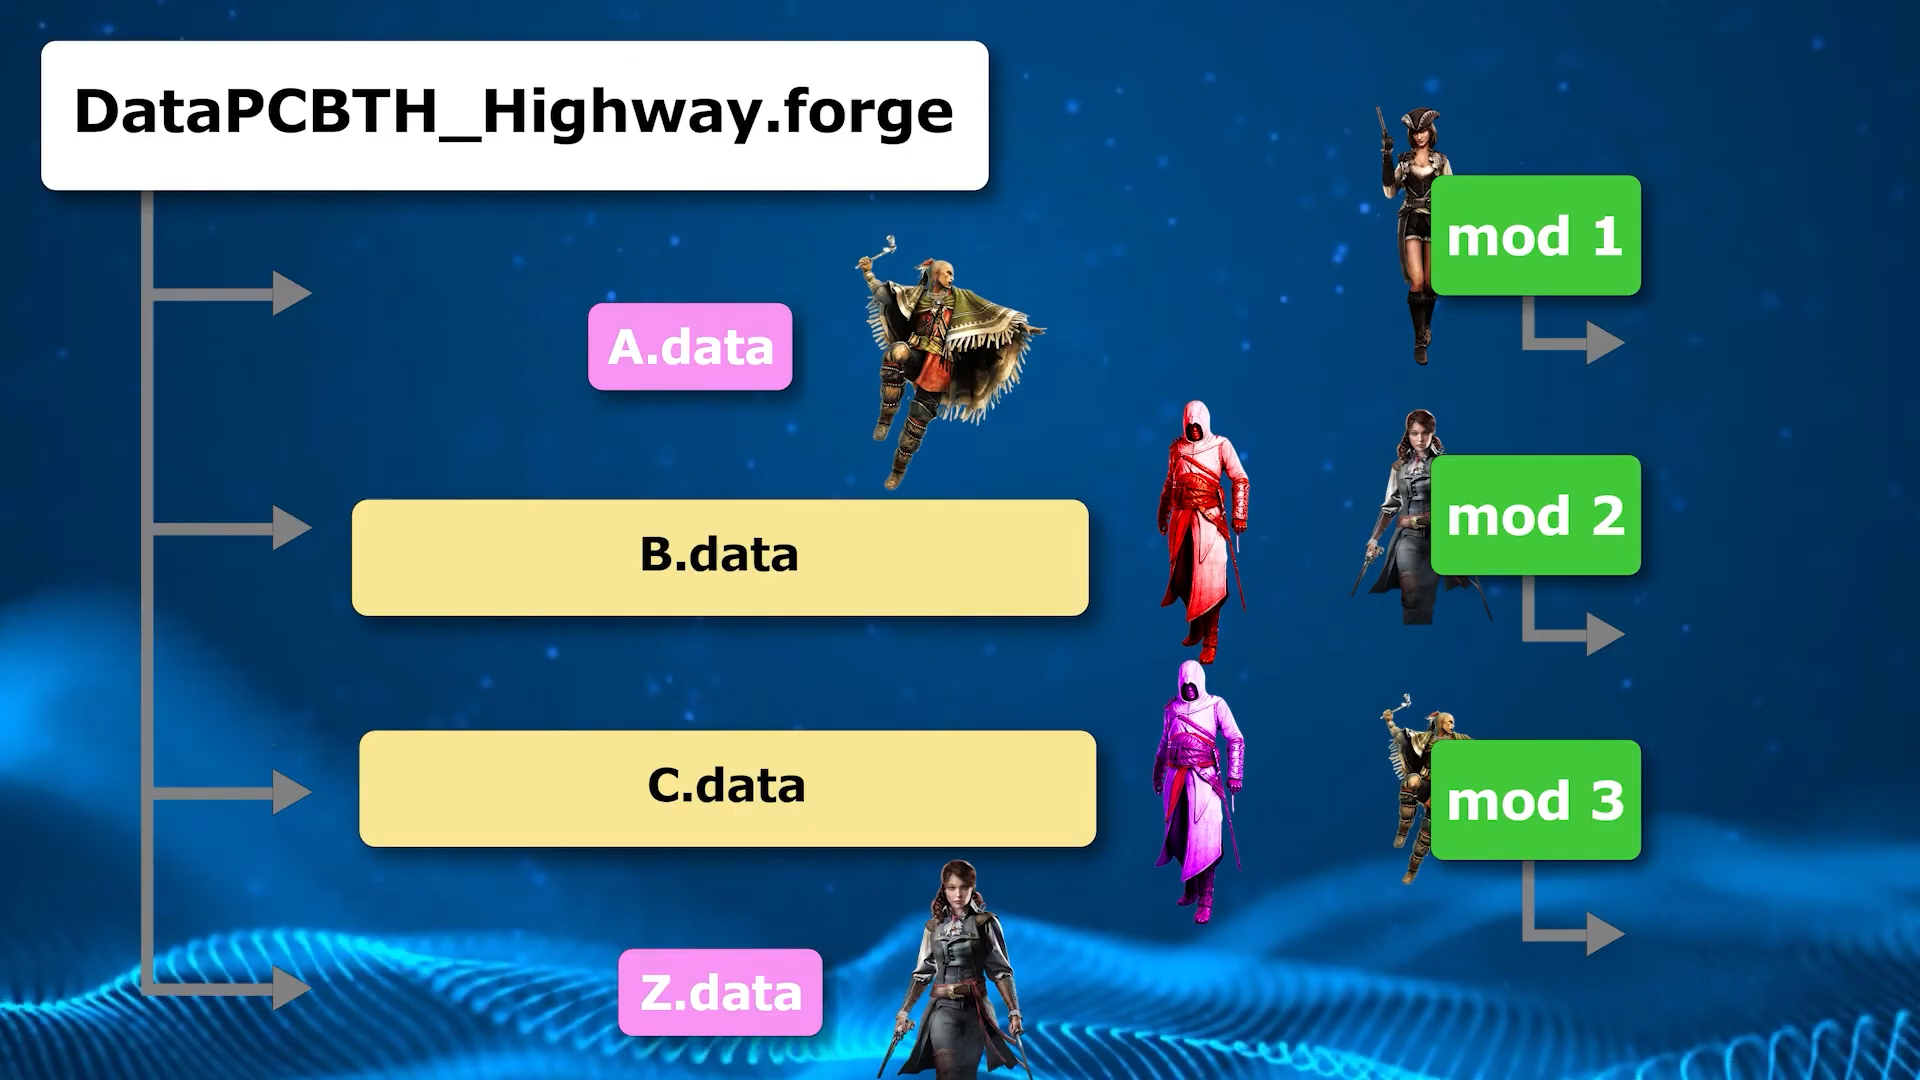 DataPCBTH_Highway.forge
mod 1
A.data
mod 2
B.data
C.data
mod 3
Z.data